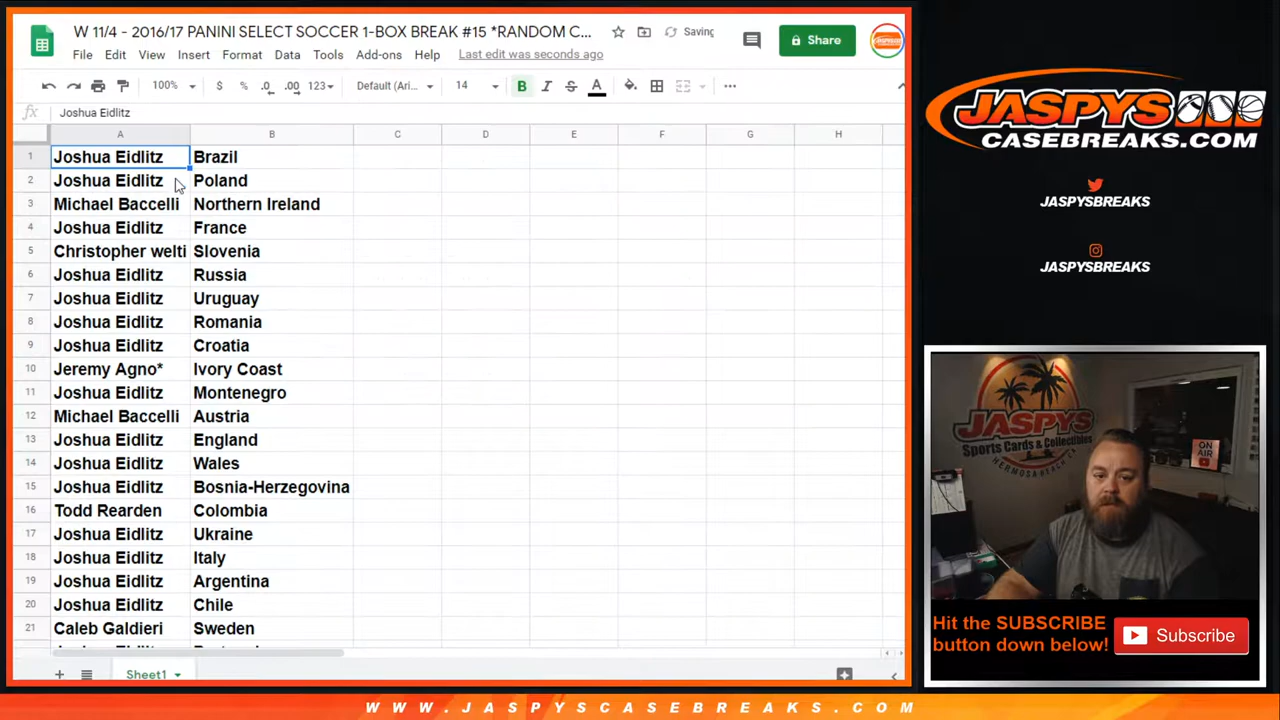 W 11/4 - 2016/17 PANINI SELECT SOCCER 1-BOX BREAK #15 *RANDOM C...
Saving
Share
File Edit View Insert Format Data Tools Add-ons Help Last edit was seconds ago
100% $ % .0 .00 123 Default (Ari... 14 B I S A
fx Joshua Eidlitz
A B C D E F G H
1 Joshua Eidlitz Brazil
2 Joshua Eidlitz Poland
3 Michael Baccelli Northern Ireland
4 Joshua Eidlitz France
5 Christopher welti Slovenia
6 Joshua Eidlitz Russia
7 Joshua Eidlitz Uruguay
8 Joshua Eidlitz Romania
9 Joshua Eidlitz Croatia
10 Jeremy Agno* Ivory Coast
11 Joshua Eidlitz Montenegro
12 Michael Baccelli Austria
13 Joshua Eidlitz England
14 Joshua Eidlitz Wales
15 Joshua Eidlitz Bosnia-Herzegovina
16 Todd Rearden Colombia
17 Joshua Eidlitz Ukraine
18 Joshua Eidlitz Italy
19 Joshua Eidlitz Argentina
20 Joshua Eidlitz Chile
21 Caleb Galdieri Sweden
Sheet1
JASPYS
CASEBREAKS.COM
JASPYSBREAKS
JASPYSBREAKS
JASPYS
Sports Cards & Collectibles
HERMOSA BEACH CA
ON AIR
Hit the SUBSCRIBE
button down below!
Subscribe
WWW.JASPYSCASEBREAKS.COM